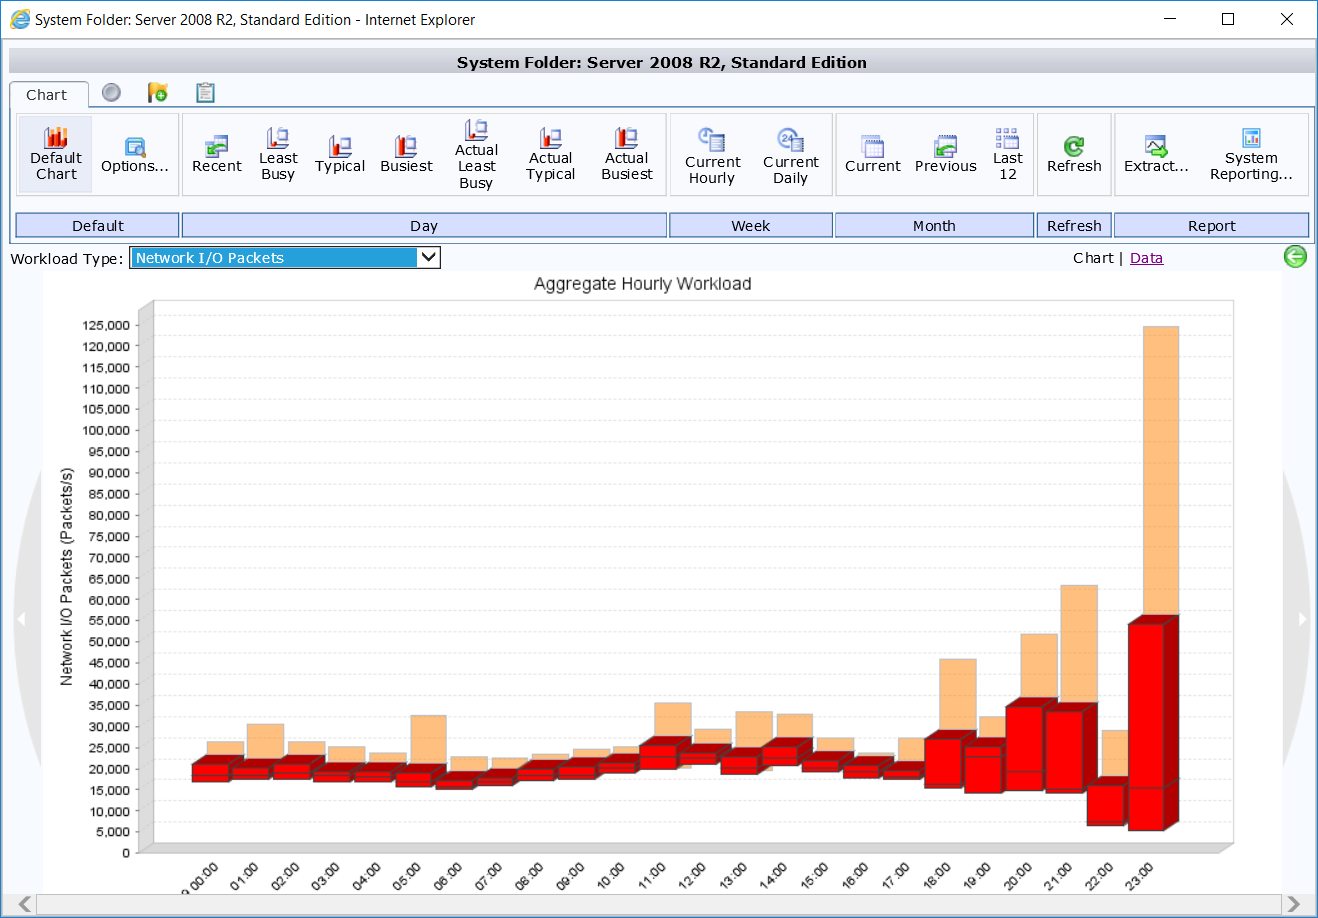 System Folder: Server 2008 R2, Standard Edition - Internet Explorer
System Folder: Server 2008 R2, Standard Edition
Chart
Default Chart
Options...
Recent
Least Busy
Typical
Busiest
Actual Least Busy
Actual Typical
Actual Busiest
Current Hourly
24
Current Daily
Current
Previous
Last 12
Refresh
Extract...
System Reporting...
Default
Day
Week
Month
Refresh
Report
Workload Type: Network I/O Packets
Chart | Data
Aggregate Hourly Workload
Network I/O Packets (Packets/s)
125,000
120,000
115,000
110,000
105,000
100,000
95,000
90,000
85,000
80,000
75,000
70,000
65,000
60,000
55,000
50,000
45,000
40,000
35,000
30,000
25,000
20,000
15,000
10,000
5,000
0
00:00 01:00 02:00 03:00 04:00 05:00 06:00 07:00 08:00 09:00 10:00 11:00 12:00 13:00 14:00 15:00 16:00 17:00 18:00 19:00 20:00 21:00 22:00 23:00